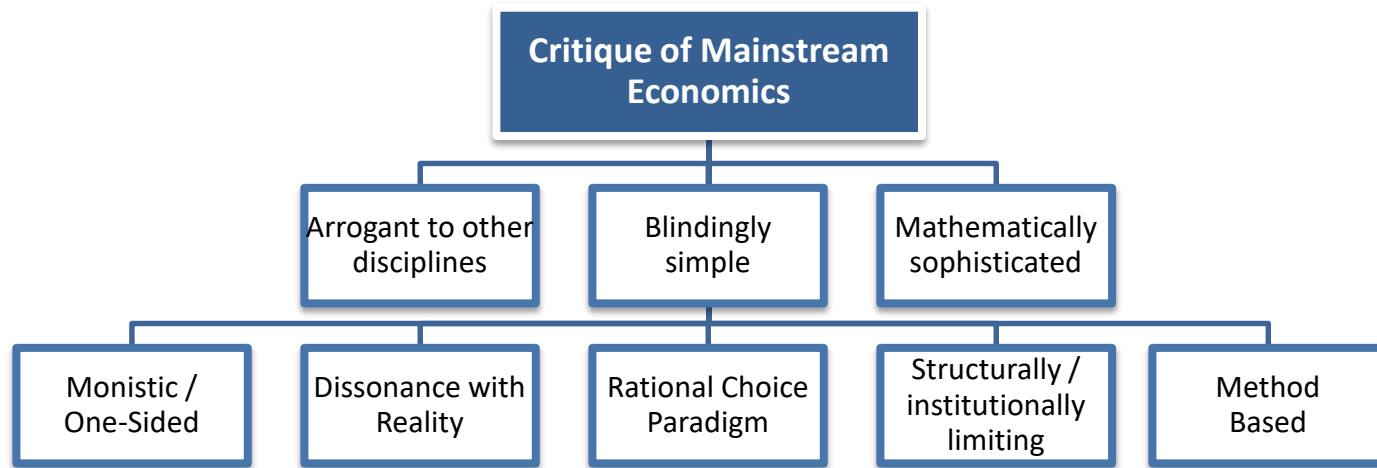 Critique of Mainstream
Economics
Arrogant to other
disciplines
Blindingly
simple
Mathematically
sophisticated
Monistic /
One-Sided
Dissonance with
Reality
Rational Choice
Paradigm
Structurally /
institutionally
limiting
Method
Based